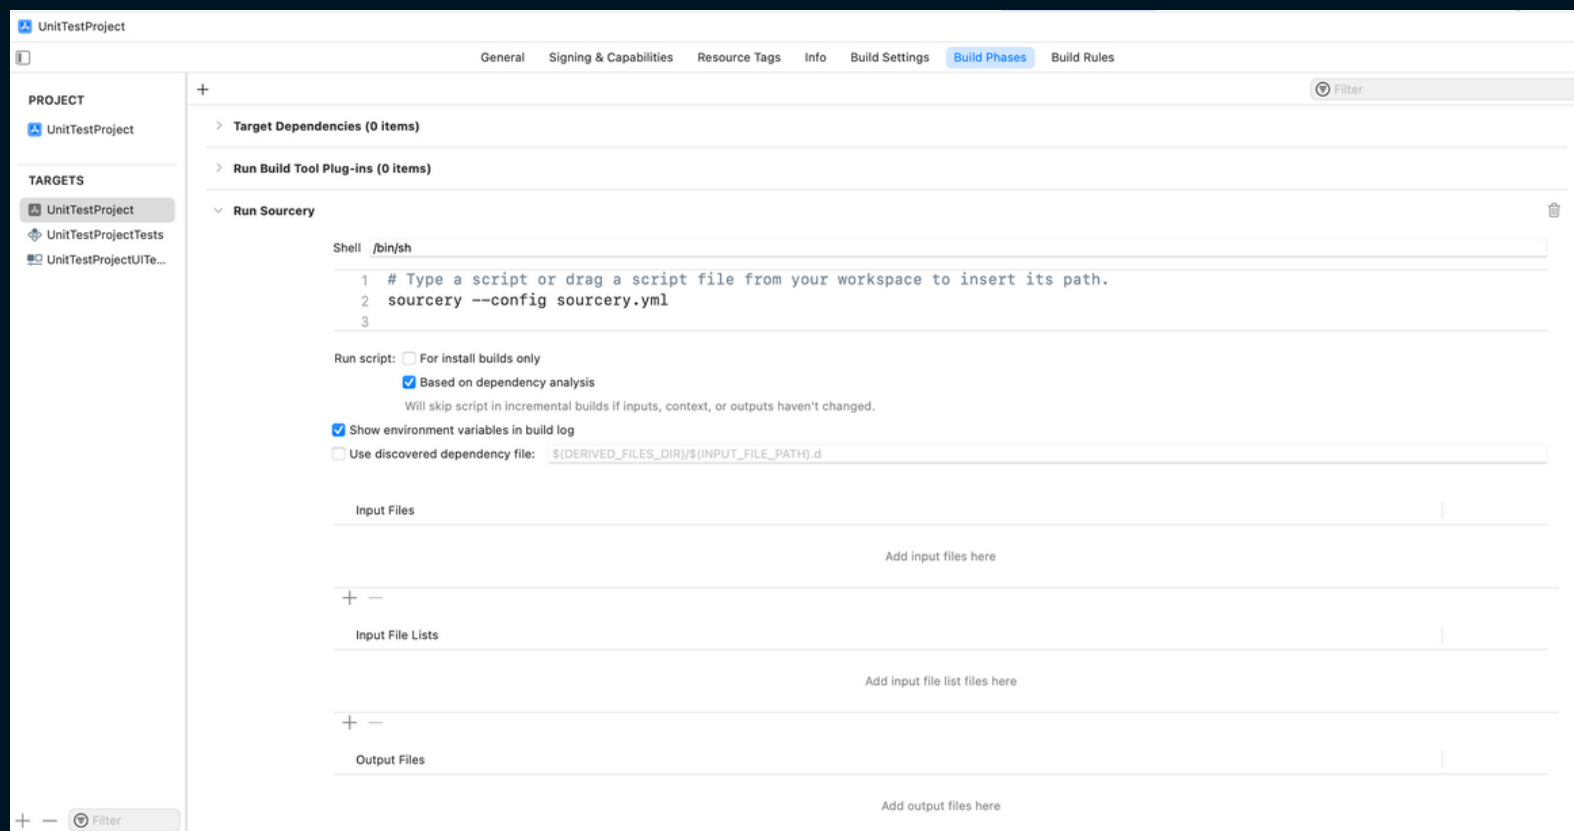 UnitTestProject
General Signing & Capabilities Resource Tags Info Build Settings Build Phases Build Rules
PROJECT
UnitTestProject
TARGETS
UnitTestProject
UnitTestProjectTests
UnitTestProjectUITe...
Filter
Filter
Target Dependencies (0 items)
Run Build Tool Plug-ins (0 items)
Run Sourcery
Shell /bin/sh
1 # Type a script or drag a script file from your workspace to insert its path.
2 sourcery --config sourcery.yml
3
Run script: For install builds only
Based on dependency analysis
Will skip script in incremental builds if inputs, context, or outputs haven't changed.
Show environment variables in build log
Use discovered dependency file: $(DERIVED_FILES_DIR)/$(INPUT_FILE_PATH).d
Input Files
Add input files here
Input File Lists
Add input file list files here
Output Files
Add output files here